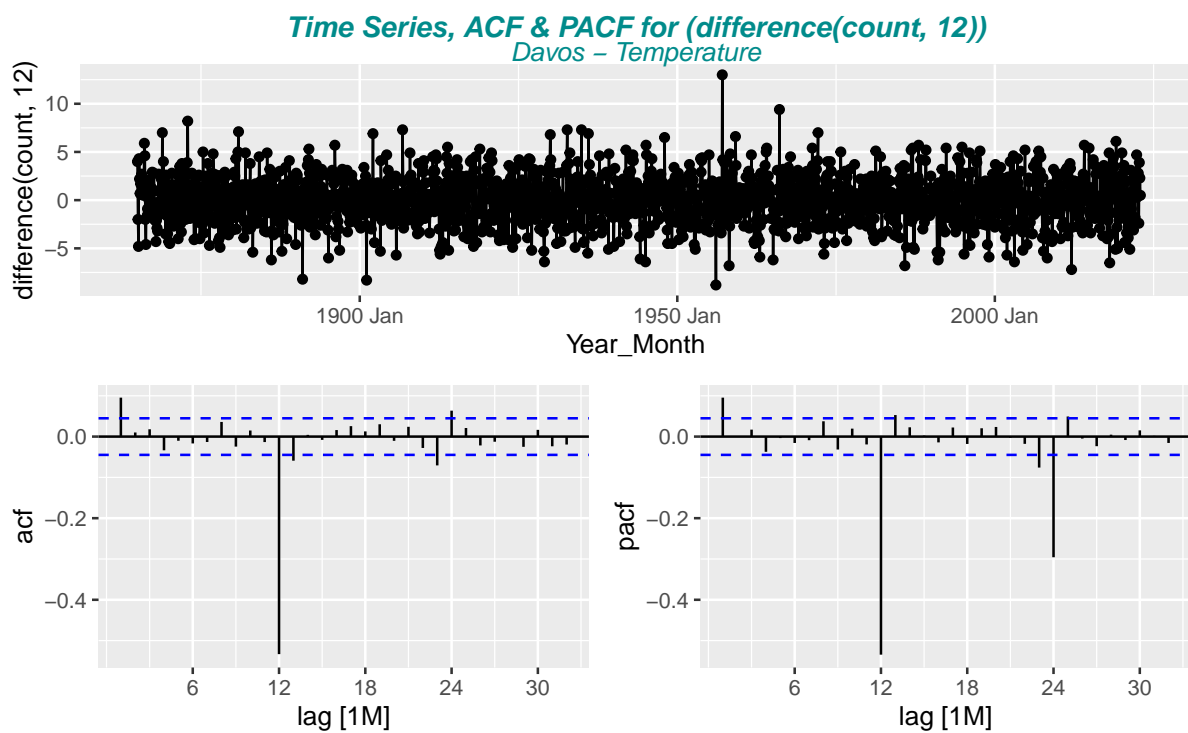 Time Series, ACF & PACF for (difference(count, 12))
Davos − Temperature
difference(count, 12)
10
5
0
−5
1900 Jan
1950 Jan
2000 Jan
Year_Month
acf
0.0
−0.2
−0.4
6
12
18
24
30
lag [1M]
pacf
0.0
−0.2
−0.4
6
12
18
24
30
lag [1M]